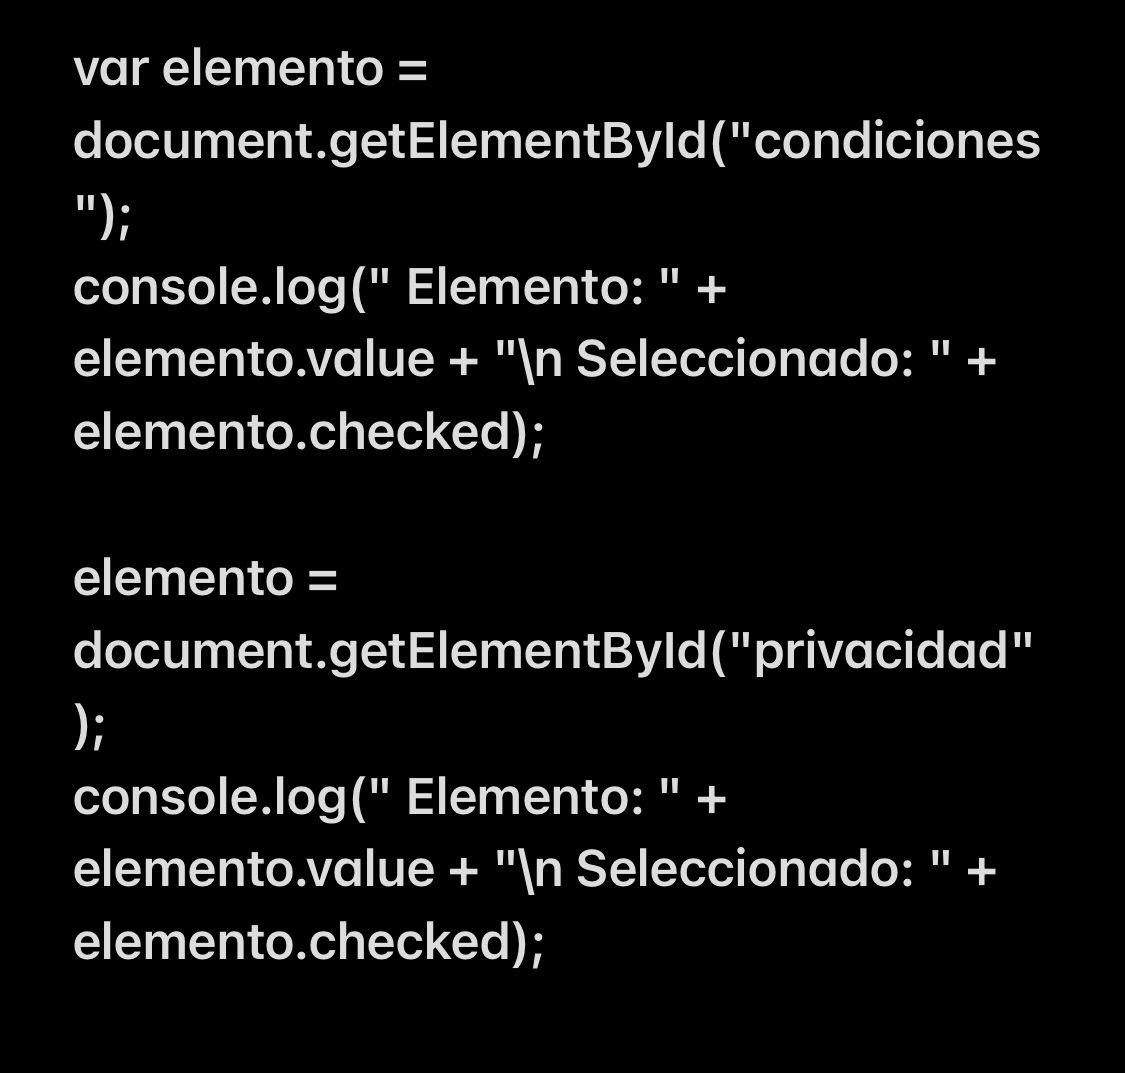 var elemento =
document.getElementById("condiciones
");
console.log(" Elemento: " +
elemento.value + "\n Seleccionado: " +
elemento.checked);

elemento =
document.getElementById("privacidad"
);
console.log(" Elemento: " +
elemento.value + "\n Seleccionado: " +
elemento.checked);